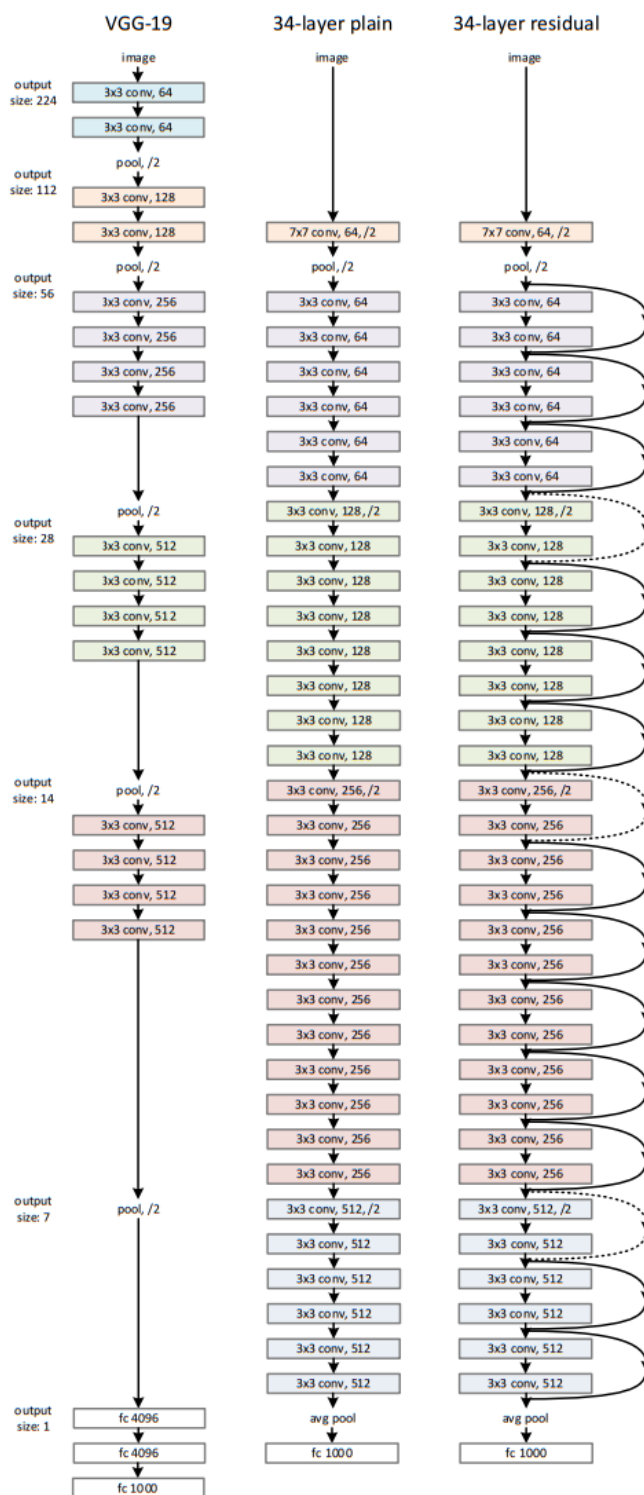 VGG-19
34-layer plain
34-layer residual
output
size: 224
output
size: 112
output
size: 56
output
size: 28
output
size: 14
output
size: 7
output
size: 1
image
3x3 conv, 64
3x3 conv, 64
pool, /2
3x3 conv, 128
3x3 conv, 128
pool, /2
3x3 conv, 256
3x3 conv, 256
3x3 conv, 256
3x3 conv, 256
pool, /2
3x3 conv, 512
3x3 conv, 512
3x3 conv, 512
3x3 conv, 512
pool, /2
3x3 conv, 512
3x3 conv, 512
3x3 conv, 512
3x3 conv, 512
pool, /2
fc 4096
fc 4096
fc 1000
image
7x7 conv, 64, /2
pool, /2
3x3 conv, 64
3x3 conv, 64
3x3 conv, 64
3x3 conv, 64
3x3 conv, 64
3x3 conv, 64
3x3 conv, 128, /2
3x3 conv, 128
3x3 conv, 128
3x3 conv, 128
3x3 conv, 128
3x3 conv, 128
3x3 conv, 128
3x3 conv, 128
3x3 conv, 256, /2
3x3 conv, 256
3x3 conv, 256
3x3 conv, 256
3x3 conv, 256
3x3 conv, 256
3x3 conv, 256
3x3 conv, 256
3x3 conv, 256
3x3 conv, 256
3x3 conv, 256
3x3 conv, 256
3x3 conv, 512, /2
3x3 conv, 512
3x3 conv, 512
3x3 conv, 512
3x3 conv, 512
3x3 conv, 512
avg pool
fc 1000
image
7x7 conv, 64, /2
pool, /2
3x3 conv, 64
3x3 conv, 64
3x3 conv, 64
3x3 conv, 64
3x3 conv, 64
3x3 conv, 64
3x3 conv, 128, /2
3x3 conv, 128
3x3 conv, 128
3x3 conv, 128
3x3 conv, 128
3x3 conv, 128
3x3 conv, 128
3x3 conv, 128
3x3 conv, 256, /2
3x3 conv, 256
3x3 conv, 256
3x3 conv, 256
3x3 conv, 256
3x3 conv, 256
3x3 conv, 256
3x3 conv, 256
3x3 conv, 256
3x3 conv, 256
3x3 conv, 256
3x3 conv, 256
3x3 conv, 512, /2
3x3 conv, 512
3x3 conv, 512
3x3 conv, 512
3x3 conv, 512
3x3 conv, 512
avg pool
fc 1000